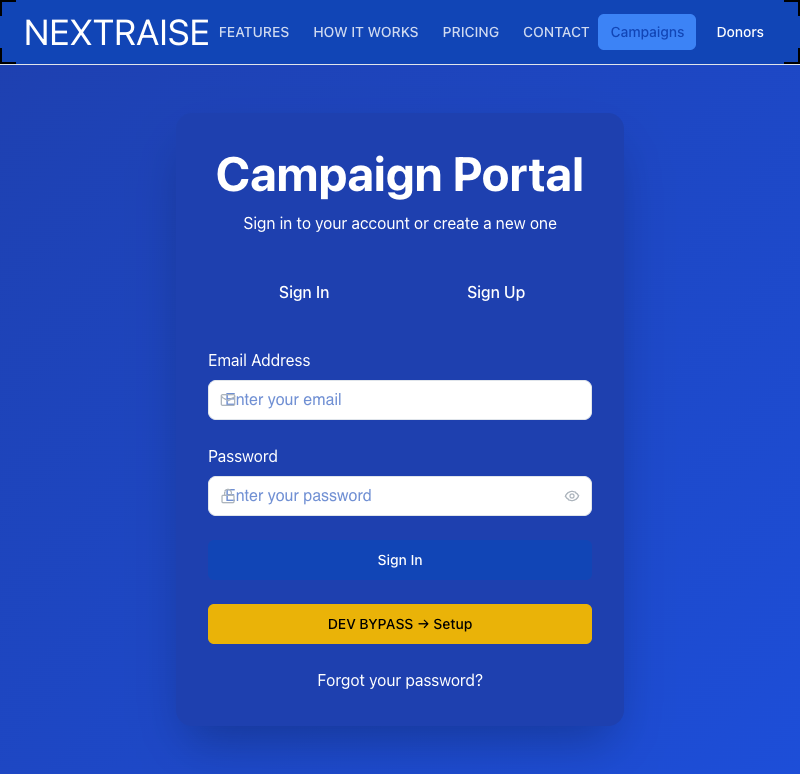 NEXTRAISE FEATURES HOW IT WORKS PRICING CONTACT Campaigns Donors
Campaign Portal
Sign in to your account or create a new one
Sign In Sign Up
Email Address
Enter your email
Password
Enter your password
Sign In
DEV BYPASS → Setup
Forgot your password?